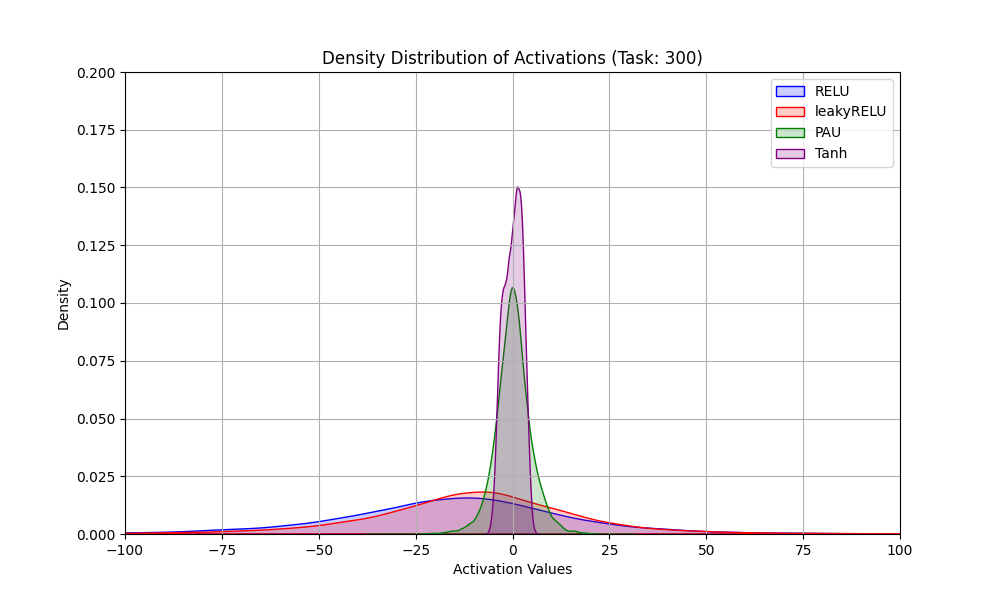 Density Distribution of Activations (Task: 300)
RELU
leakyRELU
PAU
Tanh
Density
0.200
0.175
0.150
0.125
0.100
0.075
0.050
0.025
0.000
−100
−75
−50
−25
0
25
50
75
100
Activation Values